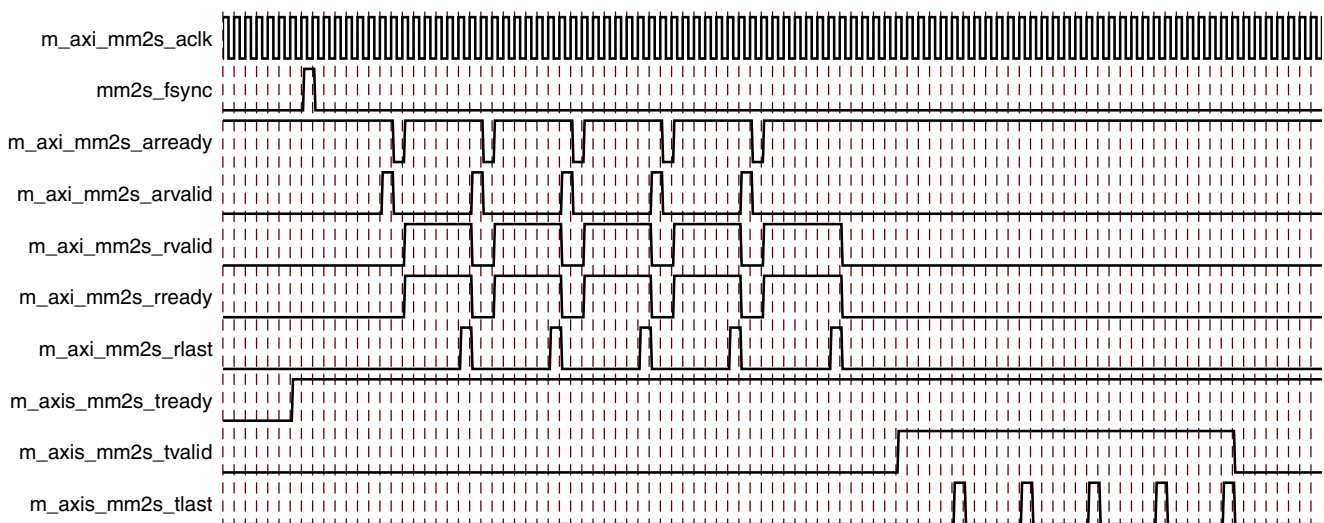 m_axi_mm2s_aclk
mm2s_fsync
m_axi_mm2s_arready
m_axi_mm2s_arvalid
m_axi_mm2s_rvalid
m_axi_mm2s_rready
m_axi_mm2s_rlast
m_axis_mm2s_tready
m_axis_mm2s_tvalid
m_axis_mm2s_tlast